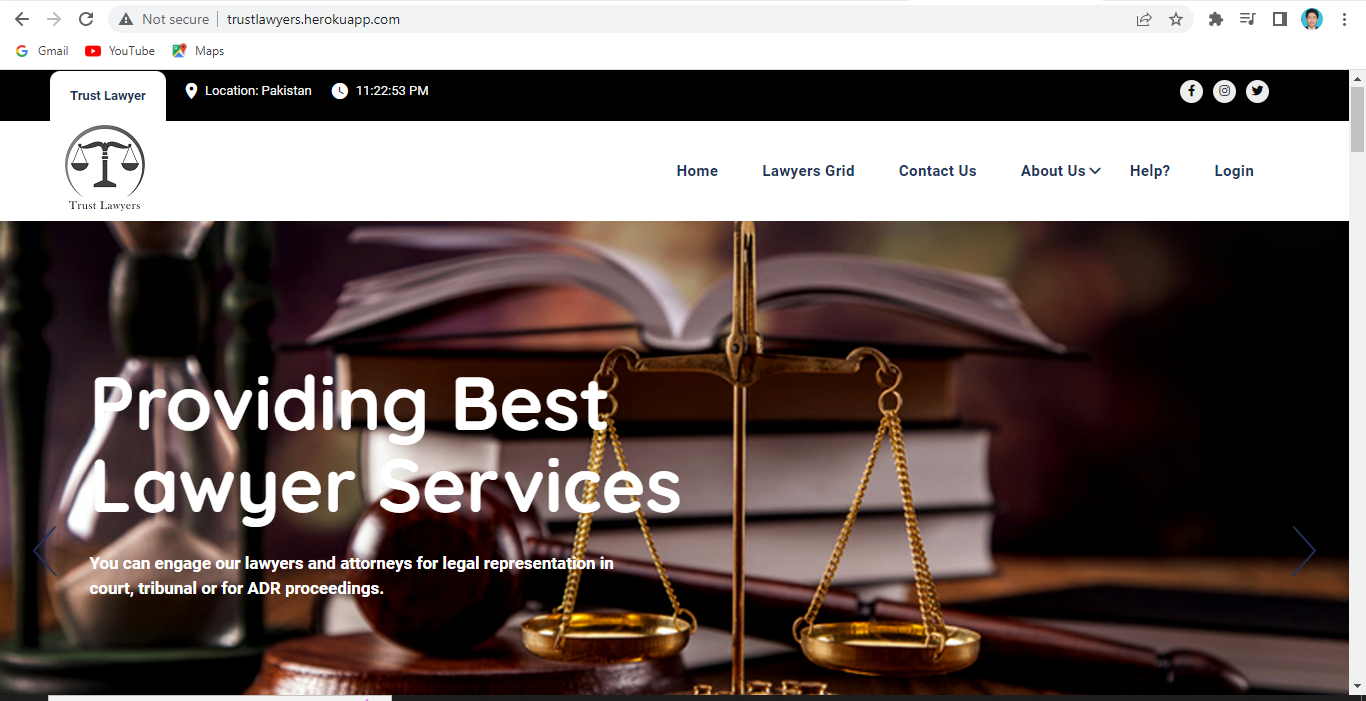 Not secure trustlawyers.herokuapp.com
Gmail YouTube Maps
Trust Lawyer Location: Pakistan 11:22:53 PM
Trust Lawyers
Home Lawyers Grid Contact Us About Us Help? Login
Providing Best
Lawyer Services
You can engage our lawyers and attorneys for legal representation in
court, tribunal or for ADR proceedings.